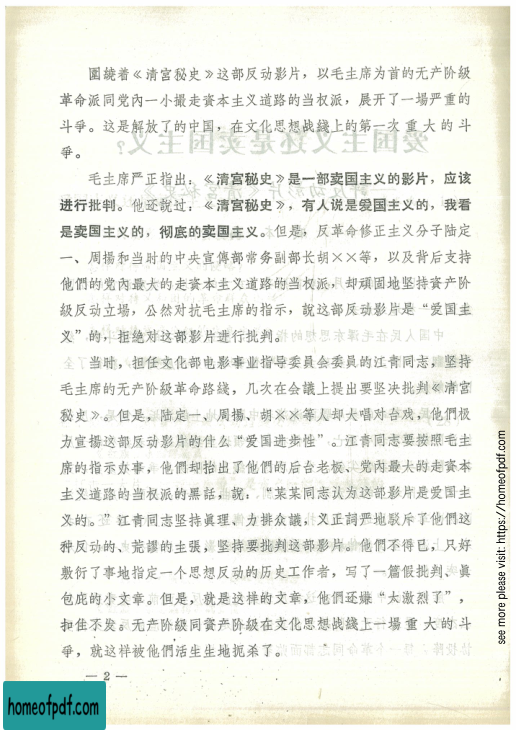 圍繞着《清宮秘史》这部反动影片，以毛主席为首的无产阶級
革命派同党內一小撮走資本主义道路的当权派，展开了一場严重的
斗爭。这是解放了的中国，在文化思想战綫上的第一次重大的斗
爭。
毛主席严正指出：《清宮秘史》是一部卖国主义的影片，应該
进行批判。他还說过：《清宮秘史》，有人說是爱国主义的，我看
是卖国主义的，彻底的卖国主义。但是，反革命修正主义分子陆定
一、周揚和当时的中央宣傳部常务副部长胡××等，以及背后支持
他們的党內最大的走資本主义道路的当权派，却頑固地坚持資产阶
級反动立場，公然对抗毛主席的指示，說这部反动影片是“爱国主
义”的，拒絕对这部影片进行批判。
当时，担任文化部电影事业指导委員会委員的江青同志，坚持
毛主席的无产阶級革命路綫，几次在会議上提出要坚决批判《清宮
秘史》。但是，陆定一、周揚、胡××等人却大唱对台戏，他們极
力宣揚这部反动影片的什么“爱国进步性”。江青同志要按照毛主
席的指示办事，他們却抬出了他們的后台老板、党內最大的走資本
主义道路的当权派的黑話，說：“某某同志认为这部影片是爱国主
义的。”江青同志坚持眞理、力排众議，义正詞严地駁斥了他們这
种反动的、荒謬的主張，坚持要批判这部影片。他們不得已，只好
敷衍了事地指定一个思想反动的历史工作者，写了一篇假批判、眞
包庇的小文章。但是，就是这样的文章，他們还嫌“太激烈了”，
扣住不发。无产阶級同資产阶級在文化思想战綫上一場重大的斗
爭，就这样被他們活生生地扼杀了。
— 2 —
homeofpdf.com
see more please visit: https://homeofpdf.com